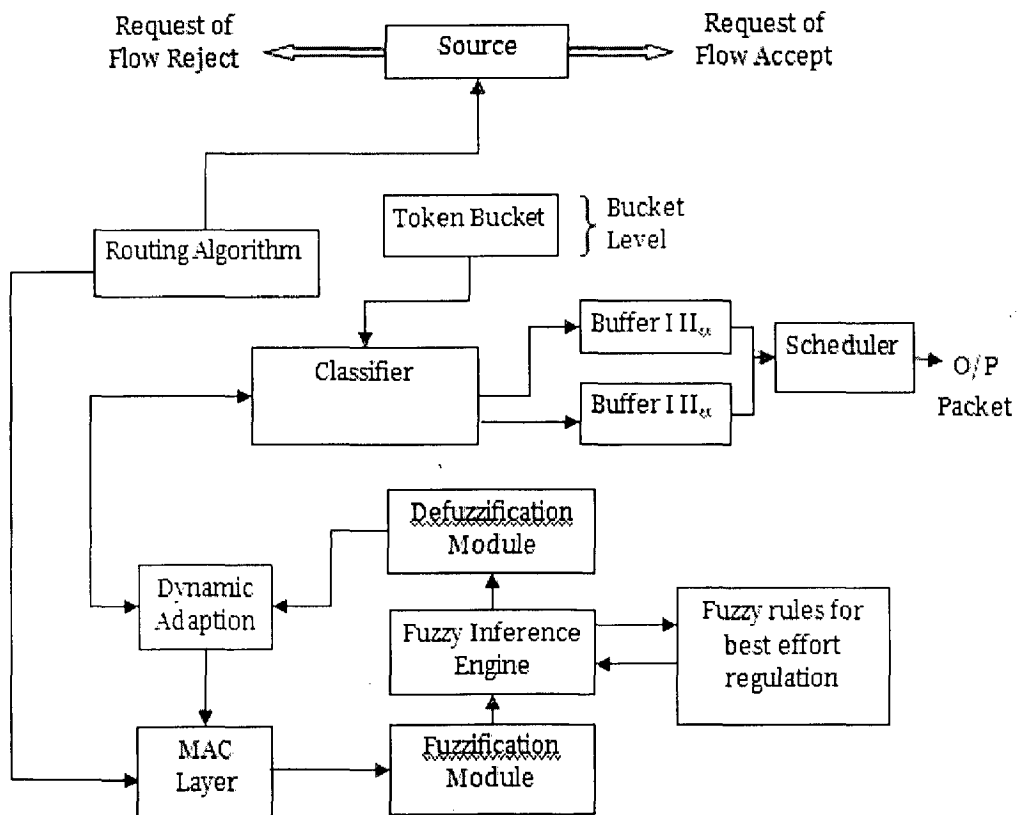 Request of
Flow Reject
Source
Request of
Flow Accept
Token Bucket
Bucket
Level
Routing Algorithm
Buffer I II
Classifier
Scheduler
O/P
Packet
Buffer I II
Defuzzification
Module
Dynamic
Adaption
Fuzzy Inference
Engine
Fuzzy rules for
best effort
regulation
MAC
Layer
Fuzzification
Module